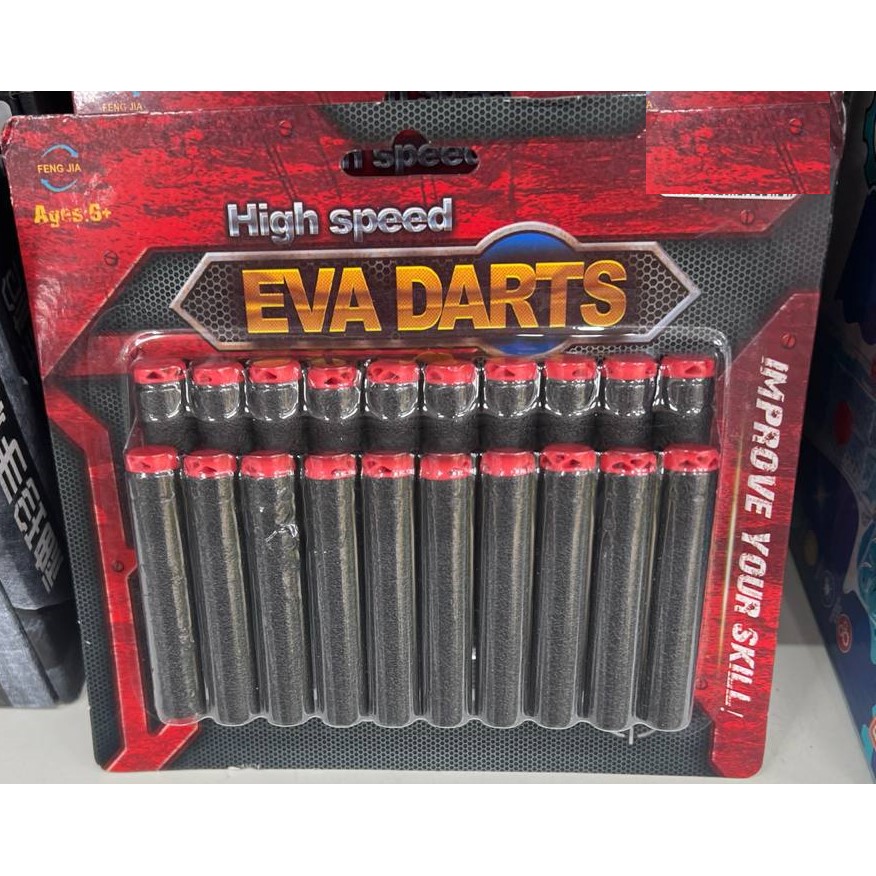 FENG JIA
FENG JIA
Ages 6+
High speed
EVA DARTS
IMPROVE YOUR SKILL!